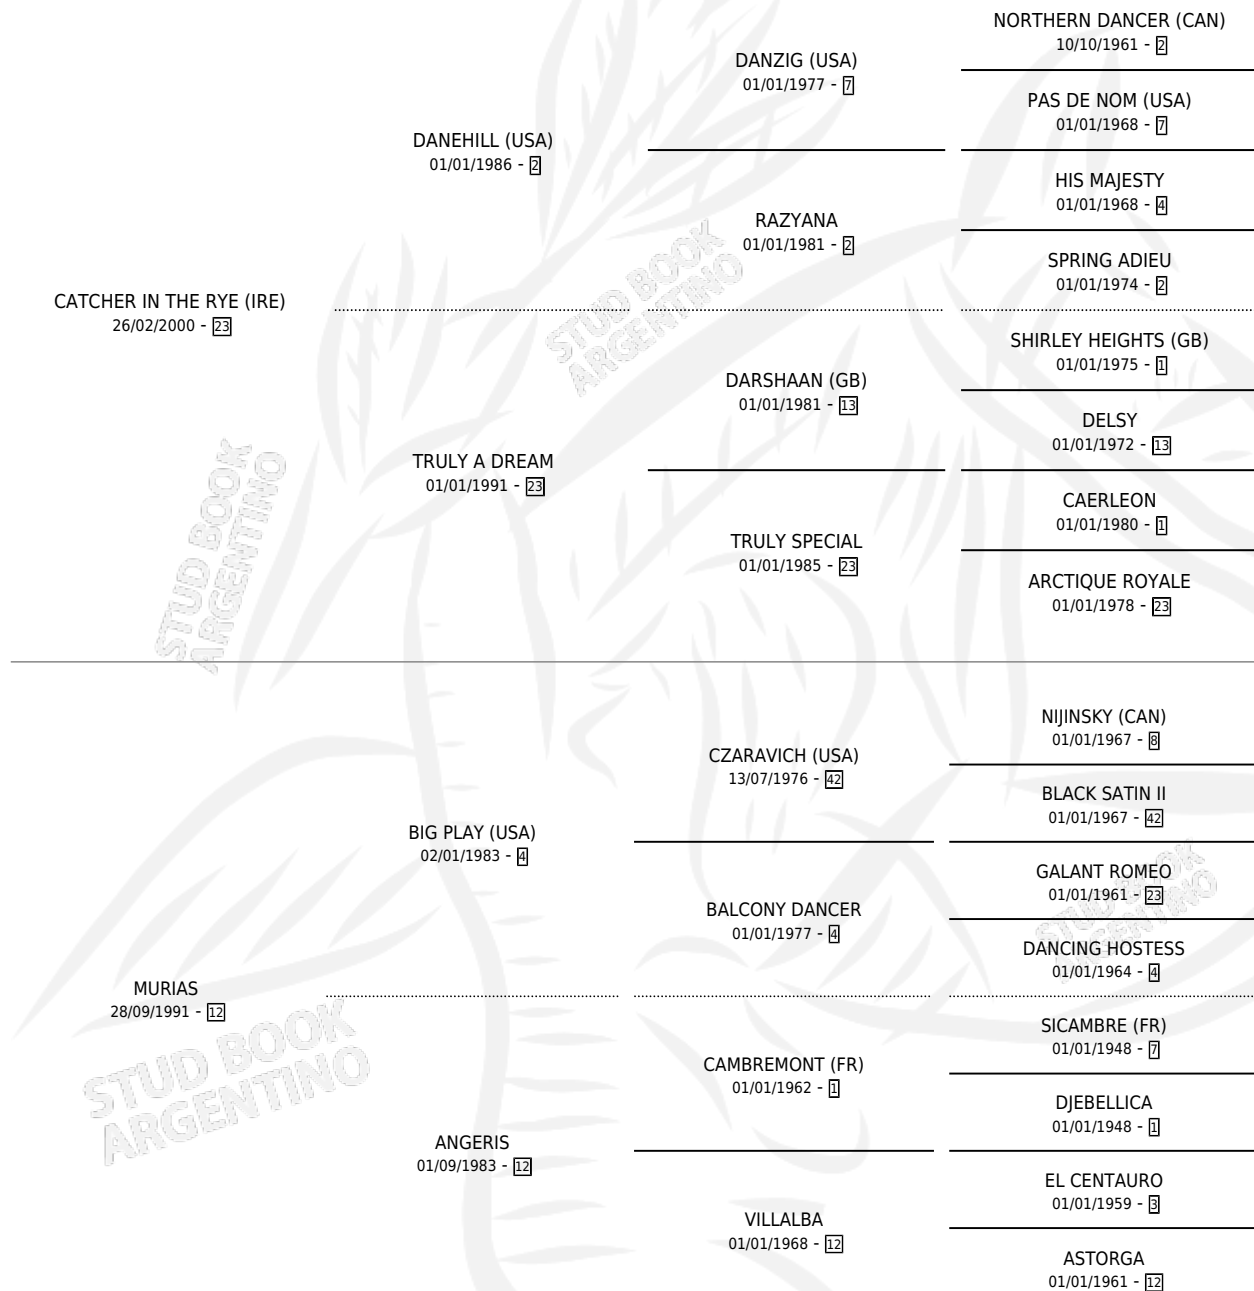 NORTHERN DANCER (CAN)
10/10/1961 - 2
DANZIG (USA)
01/01/1977 - 7
PAS DE NOM (USA)
01/01/1968 - 7
DANEHILL (USA)
01/01/1986 - 2
HIS MAJESTY
01/01/1968 - 4
RAZYANA
01/01/1981 - 2
SPRING ADIEU
01/01/1974 - 2
CATCHER IN THE RYE (IRE)
26/02/2000 - 23
SHIRLEY HEIGHTS (GB)
01/01/1975 - 1
DARSHAAN (GB)
01/01/1981 - 13
DELSY
01/01/1972 - 13
TRULY A DREAM
01/01/1991 - 23
CAERLEON
01/01/1980 - 1
TRULY SPECIAL
01/01/1985 - 23
ARCTIQUE ROYALE
01/01/1978 - 23
NIJINSKY (CAN)
01/01/1967 - 8
CZARAVICH (USA)
13/07/1976 - 42
BLACK SATIN II
01/01/1967 - 42
BIG PLAY (USA)
02/01/1983 - 4
GALANT ROMEO
01/01/1961 - 23
BALCONY DANCER
01/01/1977 - 4
DANCING HOSTESS
01/01/1964 - 4
MURIAS
28/09/1991 - 12
SICAMBRE (FR)
01/01/1948 - 7
CAMBREMONT (FR)
01/01/1962 - 1
DJEBELLICA
01/01/1948 - 1
ANGERIS
01/09/1983 - 12
EL CENTAURO
01/01/1959 - 3
VILLALBA
01/01/1968 - 12
ASTORGA
01/01/1961 - 12
STUD BOOK
ARGENTINO
STUD BOOK
ARGENTINO
STUD BOOK
ARGENTINO
STUD BOOK
ARGENTINO